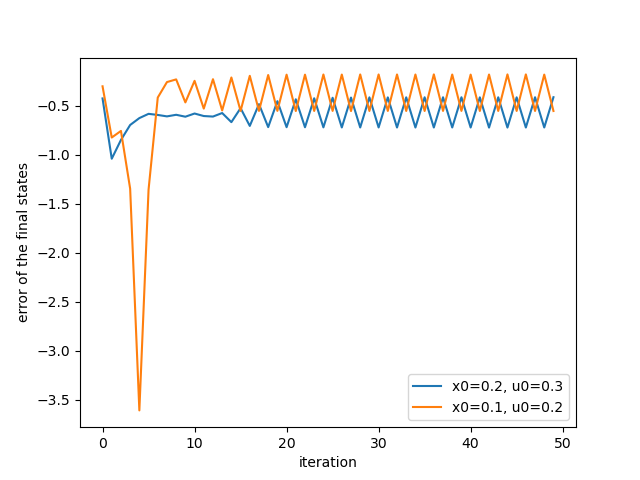 −0.5
−1.0
−1.5
−2.0
−2.5
−3.0
−3.5
error of the final states
0 10 20 30 40 50
iteration
x0=0.2, u0=0.3
x0=0.1, u0=0.2